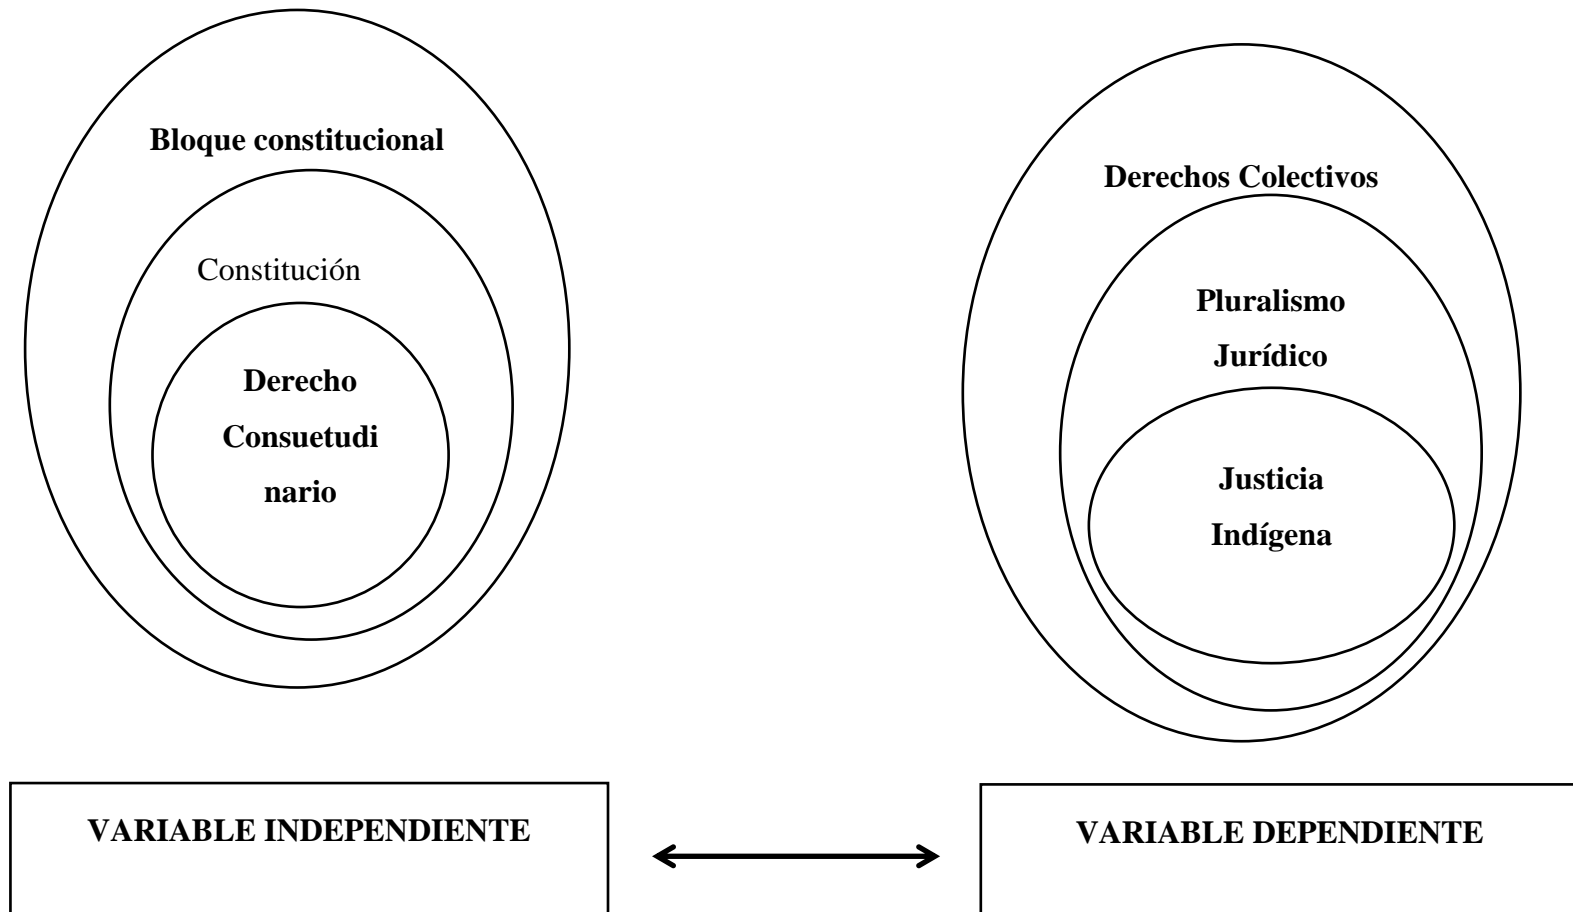 Bloque constitucional
Constitución
Derecho
Consuetudi
nario
Derechos Colectivos
Pluralismo
Jurídico
Justicia
Indígena
VARIABLE INDEPENDIENTE
VARIABLE DEPENDIENTE